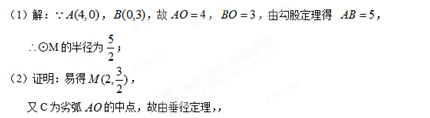 (1) 解：∵A(4,0)，B(0,3)，故 AO=4，BO=3，由勾股定理得 AB=5，
∴⊙M的半径为 5/2；
(2) 证明：易得 M(2, 3/2)，
又 C 为劣弧 AO 的中点，故由垂径定理，，